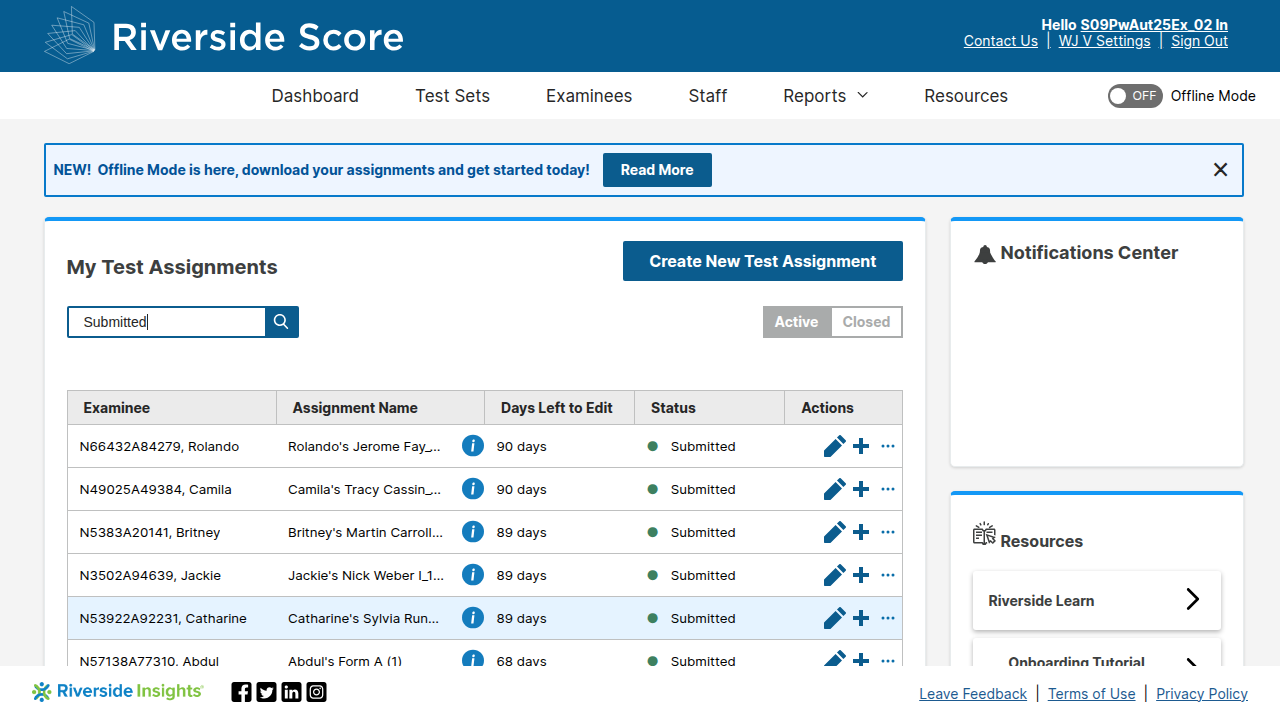 Riverside Score
Hello S09PwAut25Ex_02 In
Contact Us | WJ V Settings | Sign Out
Dashboard Test Sets Examinees Staff Reports Resources OFF Offline Mode
NEW! Offline Mode is here, download your assignments and get started today! Read More
My Test Assignments
Create New Test Assignment
Submitted
Active Closed
Examinee Assignment Name Days Left to Edit Status Actions
N66432A84279, Rolando Rolando's Jerome Fay_... i 90 days Submitted
N49025A49384, Camila Camila's Tracy Cassin_... i 90 days Submitted
N5383A20141, Britney Britney's Martin Carroll... i 89 days Submitted
N3502A94639, Jackie Jackie's Nick Weber I_1... i 89 days Submitted
N53922A92231, Catharine Catharine's Sylvia Run... i 89 days Submitted
N57138A77310, Abdul Abdul's Form A (1) i 68 days Submitted
Notifications Center
Resources
Riverside Learn
Onboarding Tutorial
Riverside Insights
Leave Feedback | Terms of Use | Privacy Policy